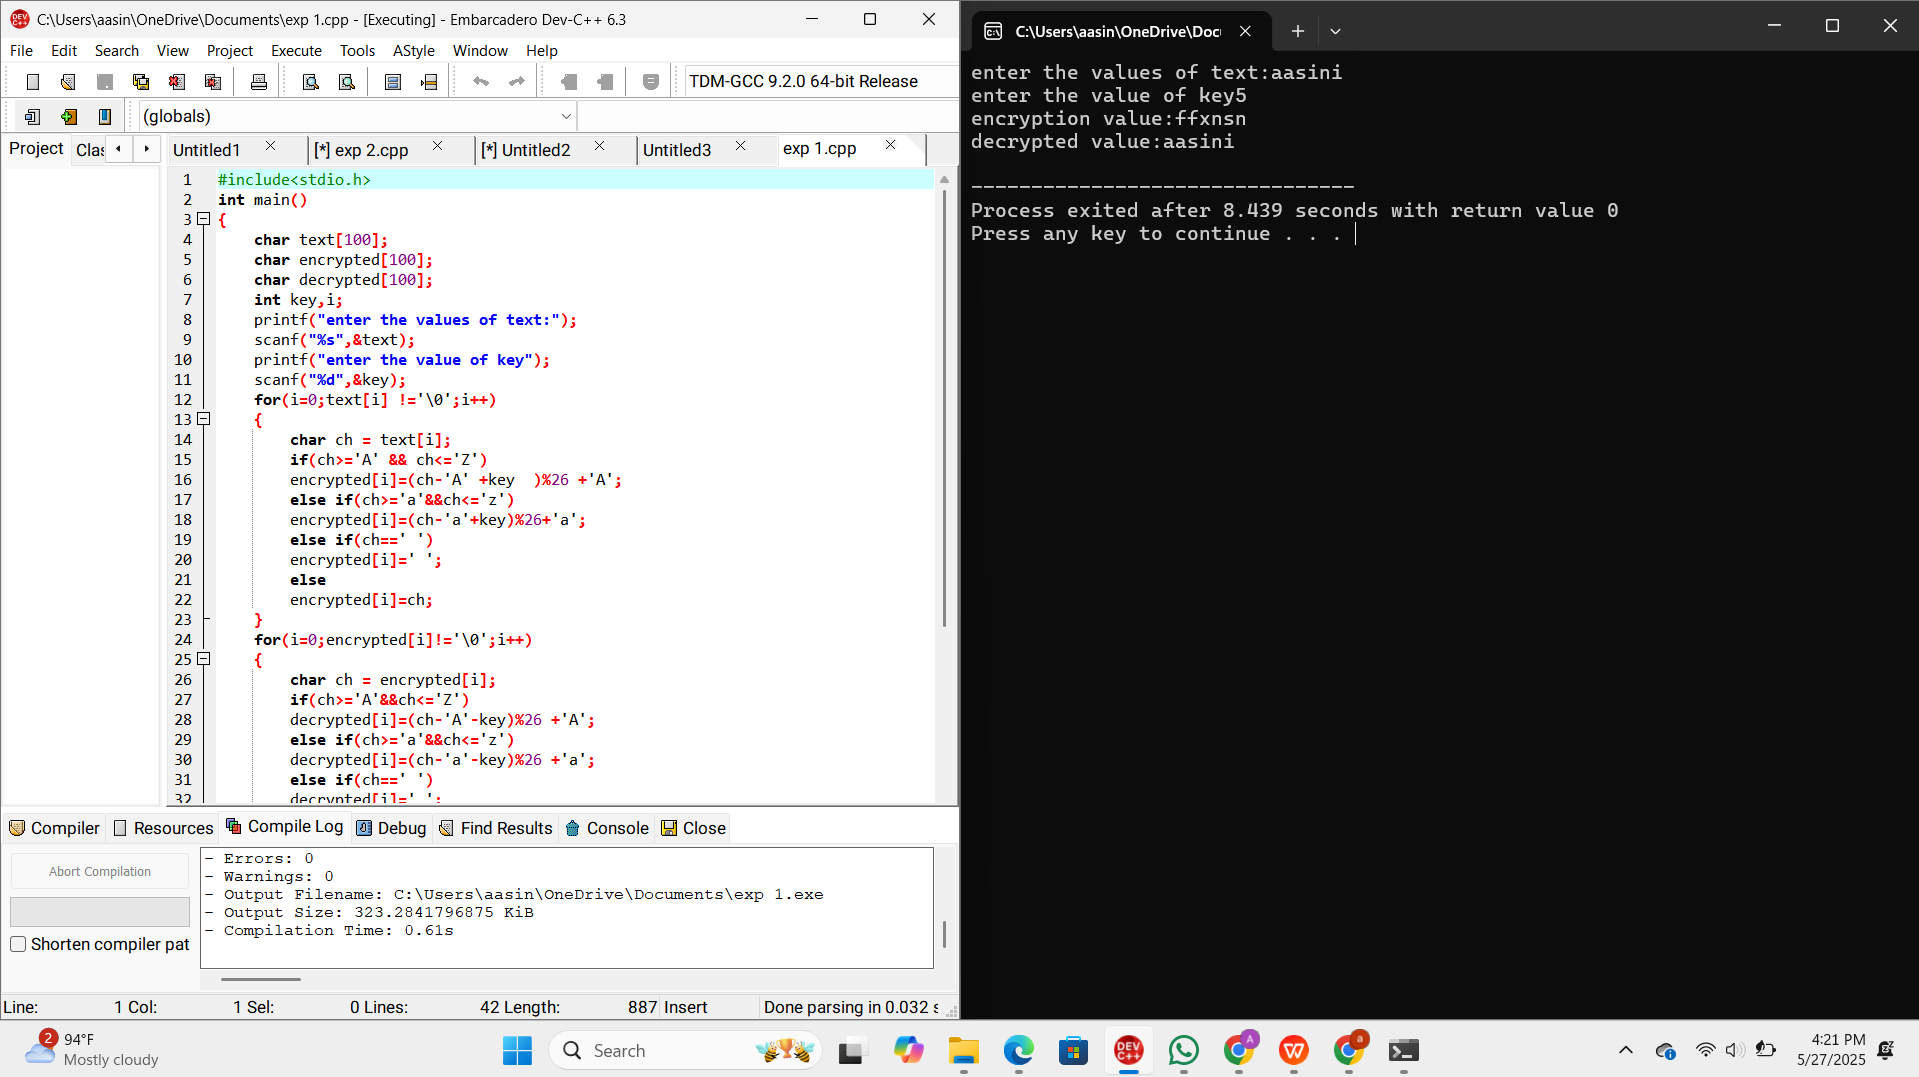 C:\Users\aasin\OneDrive\Documents\exp 1.cpp - [Executing] - Embarcadero Dev-C++ 6.3
File Edit Search View Project Execute Tools AStyle Window Help
TDM-GCC 9.2.0 64-bit Release
(globals)
Project Clas
Untitled1 [*] exp 2.cpp [*] Untitled2 Untitled3 exp 1.cpp
1 #include<stdio.h>
2 int main()
3 {
4 char text[100];
5 char encrypted[100];
6 char decrypted[100];
7 int key,i;
8 printf("enter the values of text:");
9 scanf("%s",&text);
10 printf("enter the value of key");
11 scanf("%d",&key);
12 for(i=0;text[i] !='\0';i++)
13 {
14 char ch = text[i];
15 if(ch>='A' && ch<='Z')
16 encrypted[i]=(ch-'A' +key  )%26 +'A';
17 else if(ch>='a'&&ch<='z')
18 encrypted[i]=(ch-'a'+key)%26+'a';
19 else if(ch==' ')
20 encrypted[i]=' ';
21 else
22 encrypted[i]=ch;
23 }
24 for(i=0;encrypted[i]!='\0';i++)
25 {
26 char ch = encrypted[i];
27 if(ch>='A'&&ch<='Z')
28 decrypted[i]=(ch-'A'-key)%26 +'A';
29 else if(ch>='a'&&ch<='z')
30 decrypted[i]=(ch-'a'-key)%26 +'a';
31 else if(ch==' ')
32 decrypted[i]=' ';
Compiler Resources Compile Log Debug Find Results Console Close
Abort Compilation
Shorten compiler pat
- Errors: 0
- Warnings: 0
- Output Filename: C:\Users\aasin\OneDrive\Documents\exp 1.exe
- Output Size: 323.2841796875 KiB
- Compilation Time: 0.61s
Line: 1 Col: 1 Sel: 0 Lines: 42 Length: 887 Insert Done parsing in 0.032 s
C:\Users\aasin\OneDrive\Doc
enter the values of text:aasini
enter the value of key5
encryption value:ffxnsn
decrypted value:aasini
--------------------------------
Process exited after 8.439 seconds with return value 0
Press any key to continue . . .
2
94°F
Mostly cloudy
Search
DEV C++
A
W
a
4:21 PM
5/27/2025